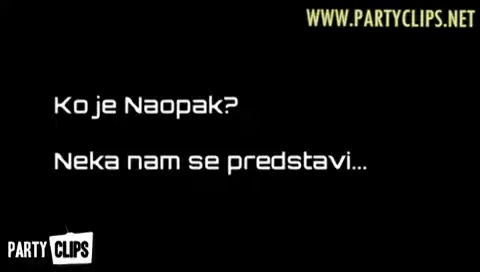 WWW.PARTYCLIPS.NET
Ko je Naopak?
Neka nam se predstavi...
PARTY CLIPS